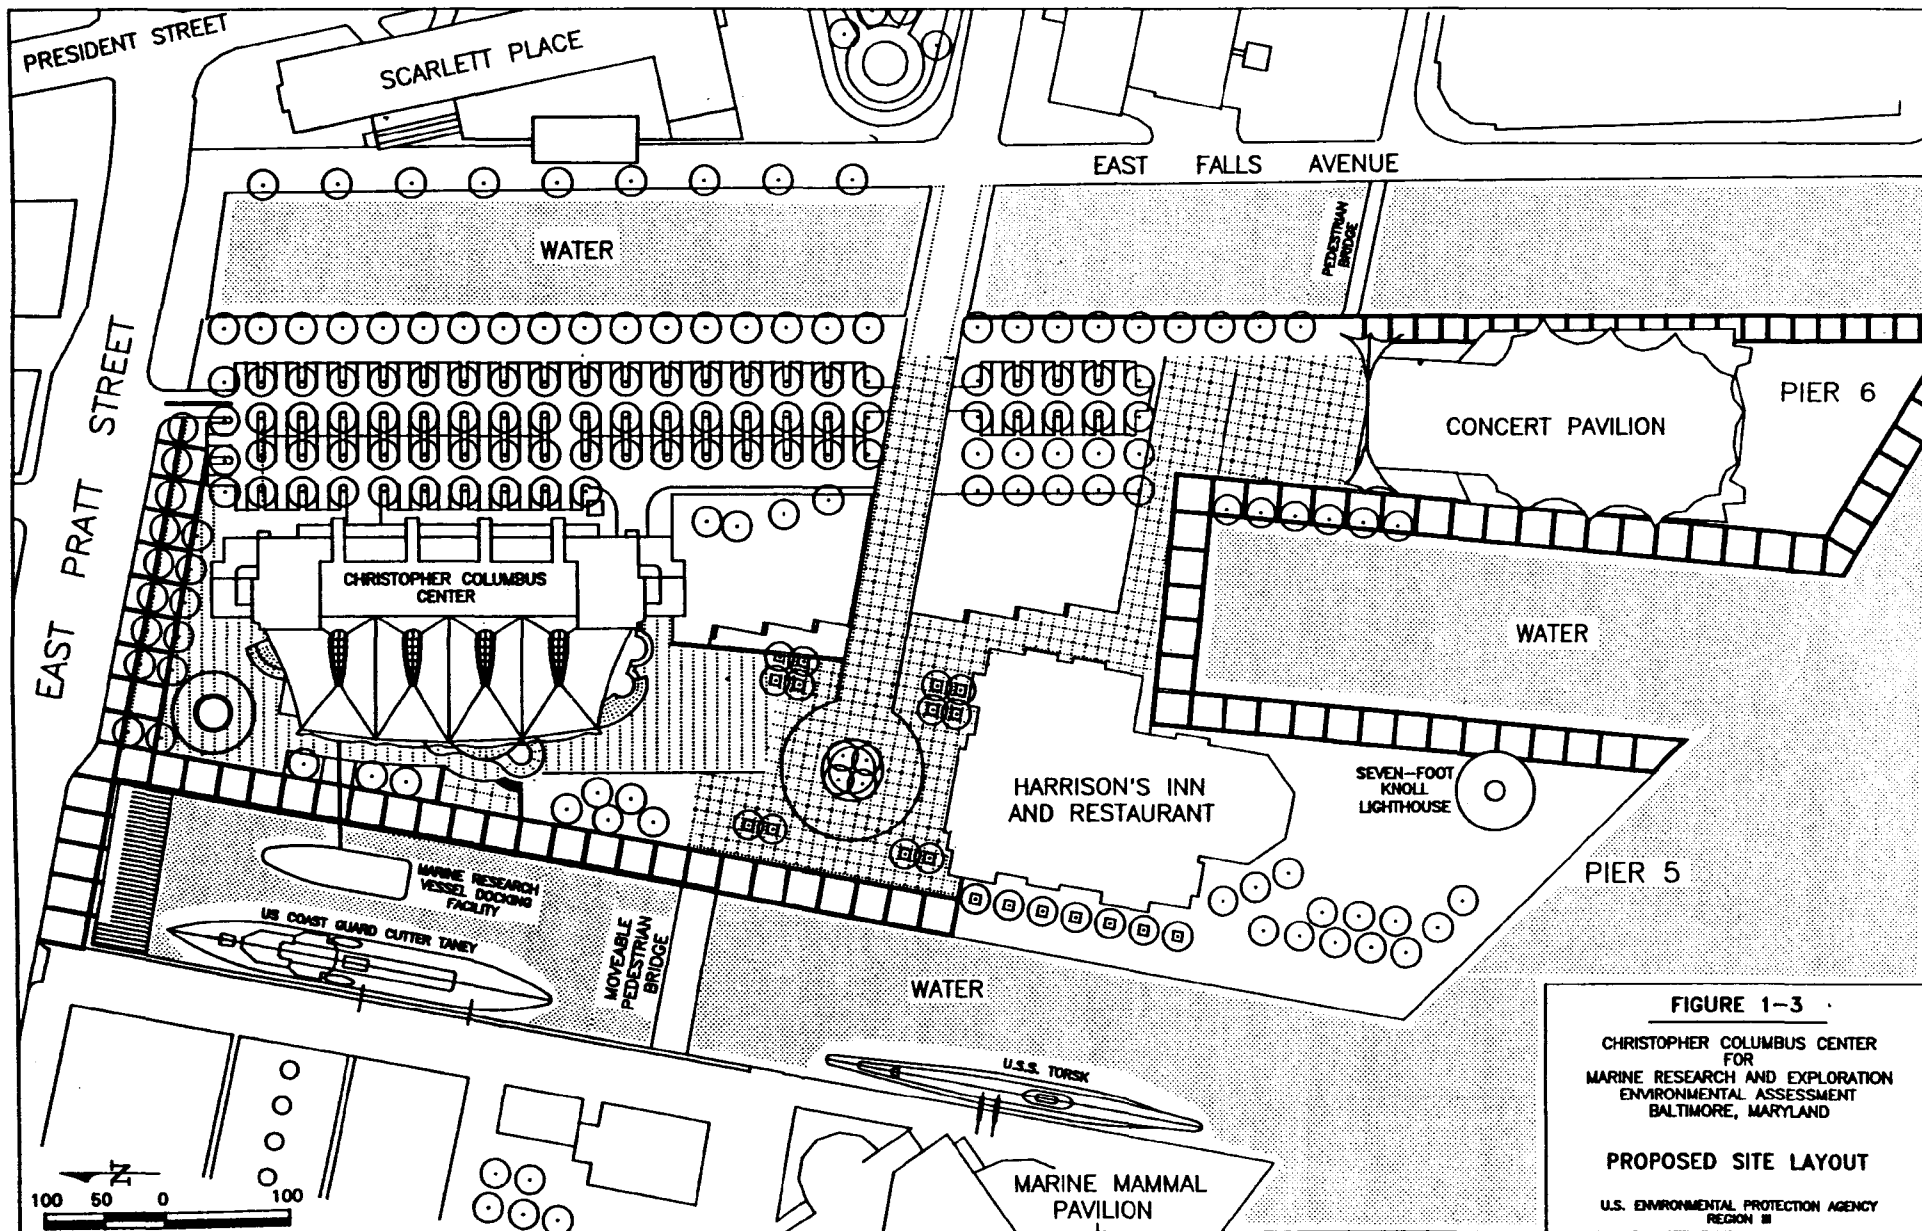 PRESIDENT STREET
SCARLETT PLACE
EAST FALLS AVENUE
WATER
PEDESTRIAN
BRIDGE
EAST PRATT STREET
CONCERT PAVILION
PIER 6
CHRISTOPHER COLUMBUS
CENTER
WATER
HARRISON'S INN
AND RESTAURANT
SEVEN-FOOT
KNOLL
LIGHTHOUSE
PIER 5
MARINE RESEARCH
VESSEL DOCKING
FACILITY
US COAST GUARD CUTTER TANEY
MOVEABLE
PEDESTRIAN
BRIDGE
WATER
U.S.S. TORSK
MARINE MAMMAL
PAVILION
N
100 50 0 100
FIGURE 1-3
CHRISTOPHER COLUMBUS CENTER
FOR
MARINE RESEARCH AND EXPLORATION
ENVIRONMENTAL ASSESSMENT
BALTIMORE, MARYLAND
PROPOSED SITE LAYOUT
U.S. ENVIRONMENTAL PROTECTION AGENCY
REGION III